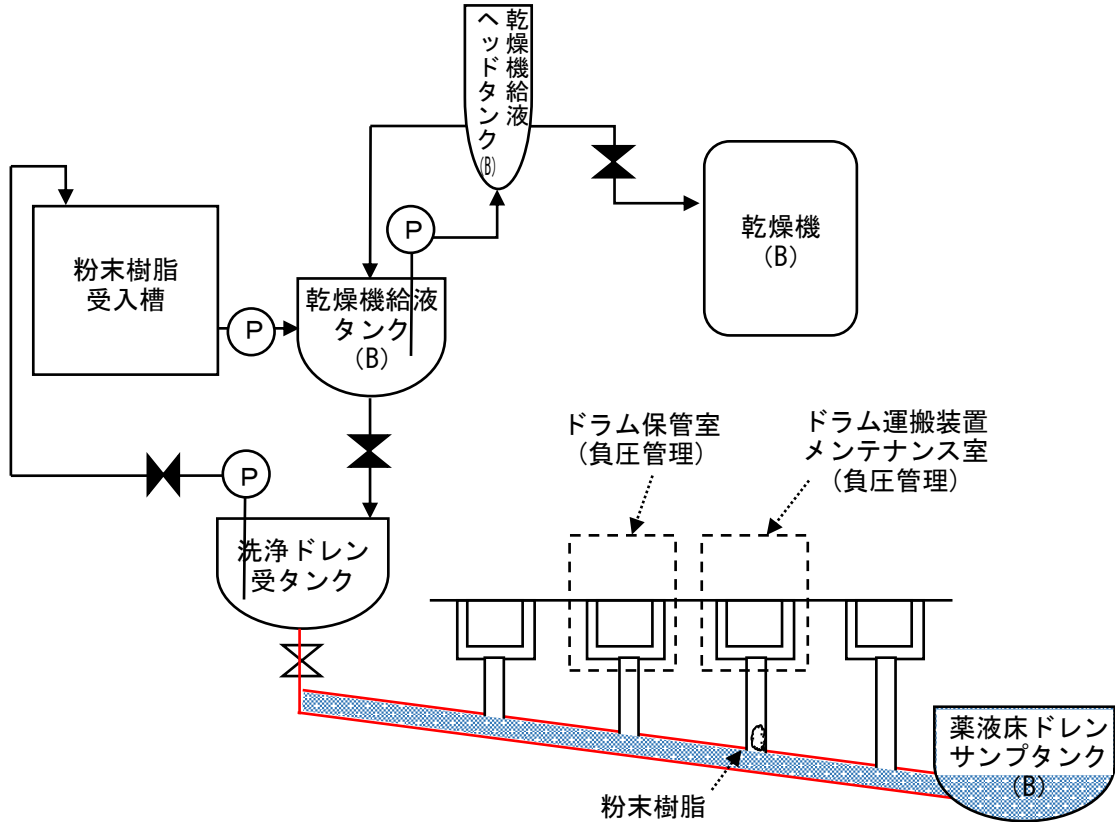 乾燥機給液
ヘッドタンク(B)
粉末樹脂
受入槽
P
P
乾燥機給液
タンク
(B)
乾燥機
(B)
P
洗浄ドレン
受タンク
ドラム保管室
(負圧管理)
ドラム運搬装置
メンテナンス室
(負圧管理)
粉末樹脂
薬液床ドレン
サンプタンク
(B)